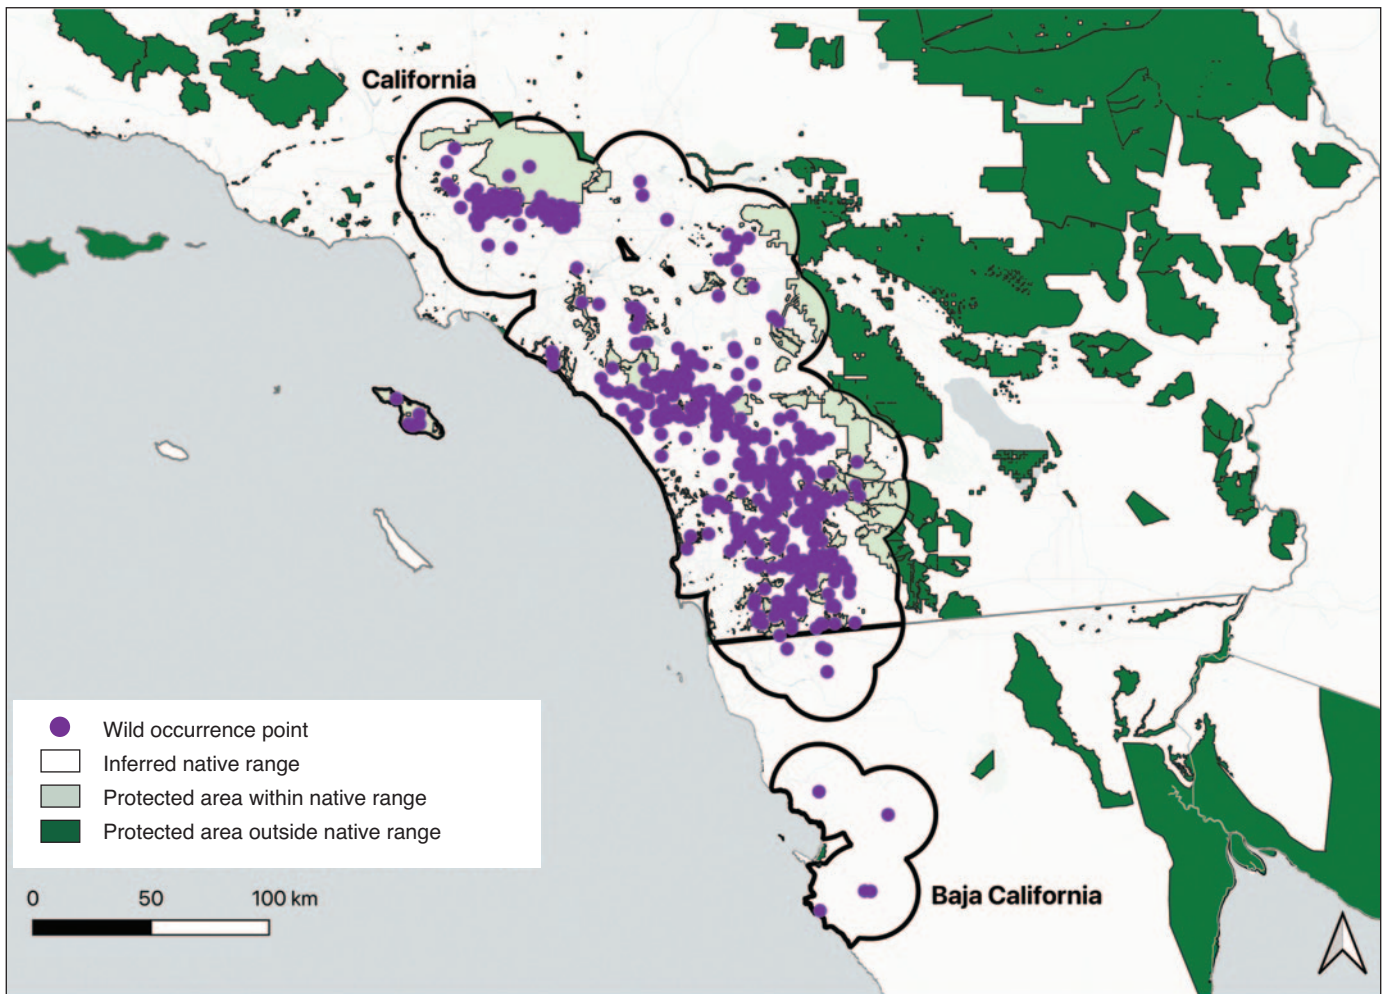 California
Wild occurrence point
Inferred native range
Protected area within native range
Protected area outside native range
0 50 100 km
Baja California